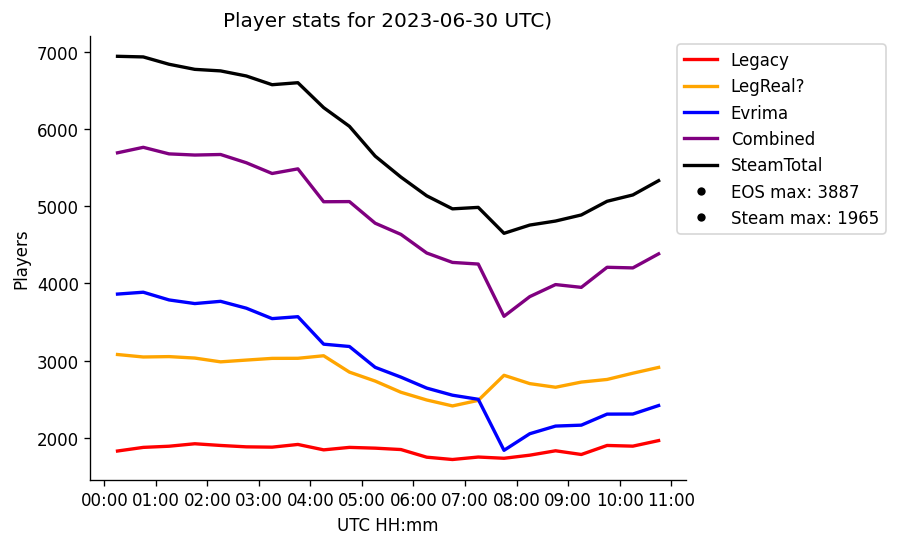 Player stats for 2023-06-30 UTC)
7000
6000
5000
4000
3000
2000
Players
00:00 01:00 02:00 03:00 04:00 05:00 06:00 07:00 08:00 09:00 10:00 11:00
UTC HH:mm
Legacy
LegReal?
Evrima
Combined
SteamTotal
EOS max: 3887
Steam max: 1965